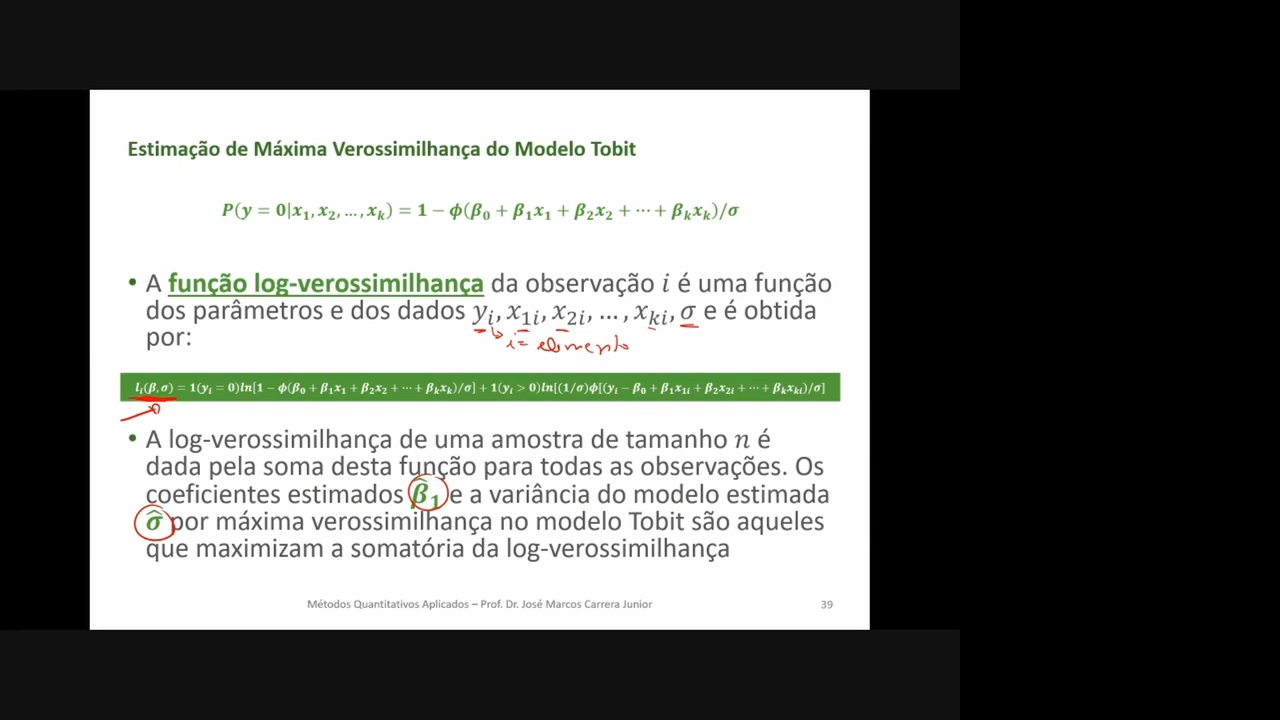 Estimação de Máxima Verossimilhança do Modelo Tobit
P(y = 0|x₁, x₂, ..., xₖ) = 1 − ϕ(β₀ + β₁x₁ + β₂x₂ + ⋯ + βₖxₖ)/σ
• A função log-verossimilhança da observação i é uma função
dos parâmetros e dos dados yᵢ, x₁ᵢ, x₂ᵢ, ..., xₖᵢ, σ e é obtida
por:
i = elemento
lᵢ(β, σ) = 1(yᵢ = 0)ln[1 − ϕ(β₀ + β₁x₁ + β₂x₂ + ⋯ + βₖxₖ)/σ] + 1(yᵢ > 0)ln[(1/σ)ϕ[(yᵢ − β₀ + β₁x₁ᵢ + β₂x₂ᵢ + ⋯ + βₖxₖᵢ)/σ]
• A log-verossimilhança de uma amostra de tamanho n é
dada pela soma desta função para todas as observações. Os
coeficientes estimados β̂₁ e a variância do modelo estimada
σ̂ por máxima verossimilhança no modelo Tobit são aqueles
que maximizam a somatória da log-verossimilhança
Métodos Quantitativos Aplicados – Prof. Dr. José Marcos Carrera Junior 39